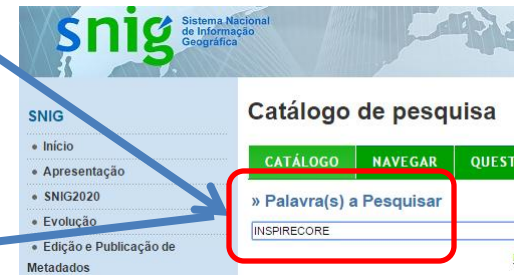 snig
Sistema Nacional
de Informação
Geográfica
SNIG
Início
Apresentação
SNIG2020
Evolução
Edição e Publicação de
Metadados
Catálogo de pesquisa
CATÁLOGO NAVEGAR QUEST
» Palavra(s) a Pesquisar
INSPIRECORE